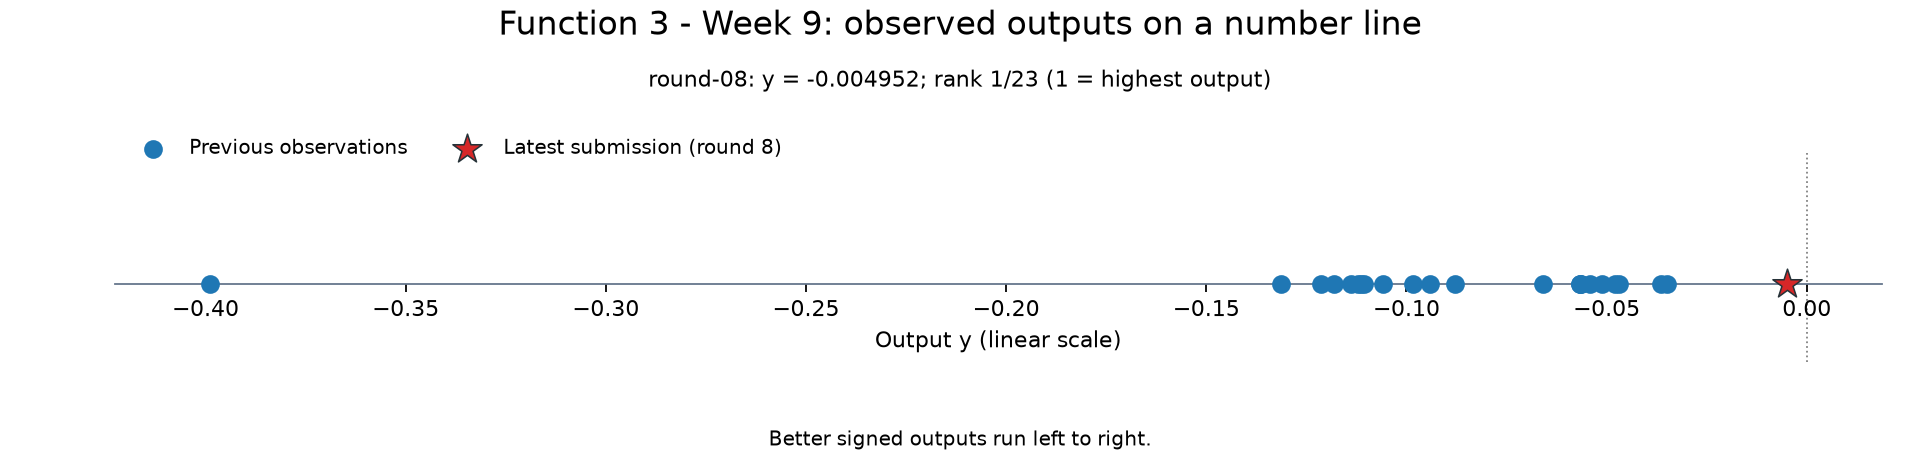 Function 3 - Week 9: observed outputs on a number line
round-08: y = -0.004952; rank 1/23 (1 = highest output)
Previous observations
Latest submission (round 8)
−0.40 −0.35 −0.30 −0.25 −0.20 −0.15 −0.10 −0.05 0.00
Output y (linear scale)
Better signed outputs run left to right.